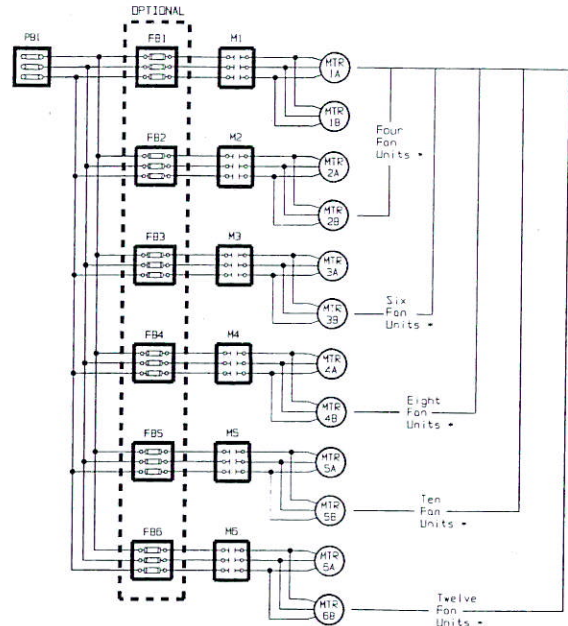 OPTIONAL
PB1
FB1
M1
MTR
1A
MTR
1B
Four
Fan
Units *
FB2
M2
MTR
2A
MTR
2B
FB3
M3
MTR
3A
MTR
3B
Six
Fan
Units *
FB4
M4
MTR
4A
MTR
4B
Eight
Fan
Units *
FB5
M5
MTR
5A
MTR
5B
Ten
Fan
Units *
FB6
M6
MTR
6A
MTR
6B
Twelve
Fan
Units *